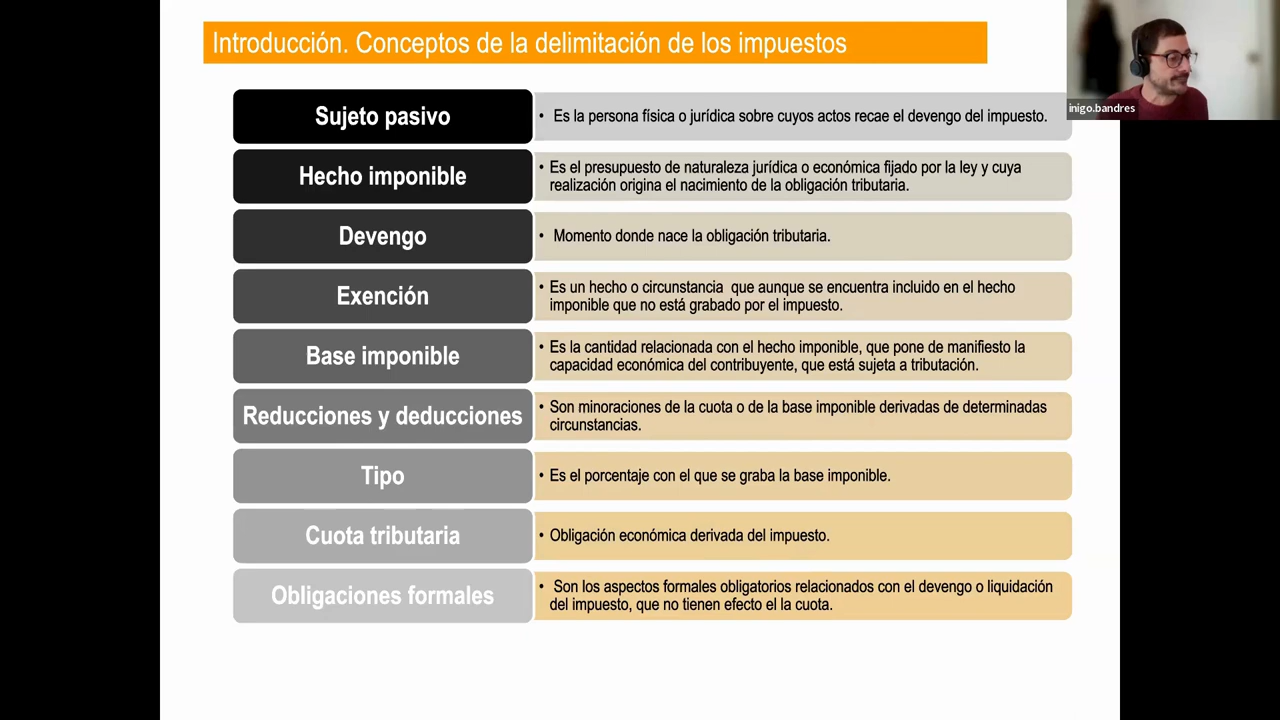 Introducción. Conceptos de la delimitación de los impuestos
inigo.bandres
Sujeto pasivo
• Es la persona física o jurídica sobre cuyos actos recae el devengo del impuesto.
Hecho imponible
• Es el presupuesto de naturaleza jurídica o económica fijado por la ley y cuya
realización origina el nacimiento de la obligación tributaria.
Devengo
• Momento donde nace la obligación tributaria.
Exención
• Es un hecho o circunstancia que aunque se encuentra incluido en el hecho
imponible que no está grabado por el impuesto.
Base imponible
• Es la cantidad relacionada con el hecho imponible, que pone de manifiesto la
capacidad económica del contribuyente, que está sujeta a tributación.
Reducciones y deducciones
• Son minoraciones de la cuota o de la base imponible derivadas de determinadas
circunstancias.
Tipo
• Es el porcentaje con el que se graba la base imponible.
Cuota tributaria
• Obligación económica derivada del impuesto.
Obligaciones formales
• Son los aspectos formales obligatorios relacionados con el devengo o liquidación
del impuesto, que no tienen efecto el la cuota.